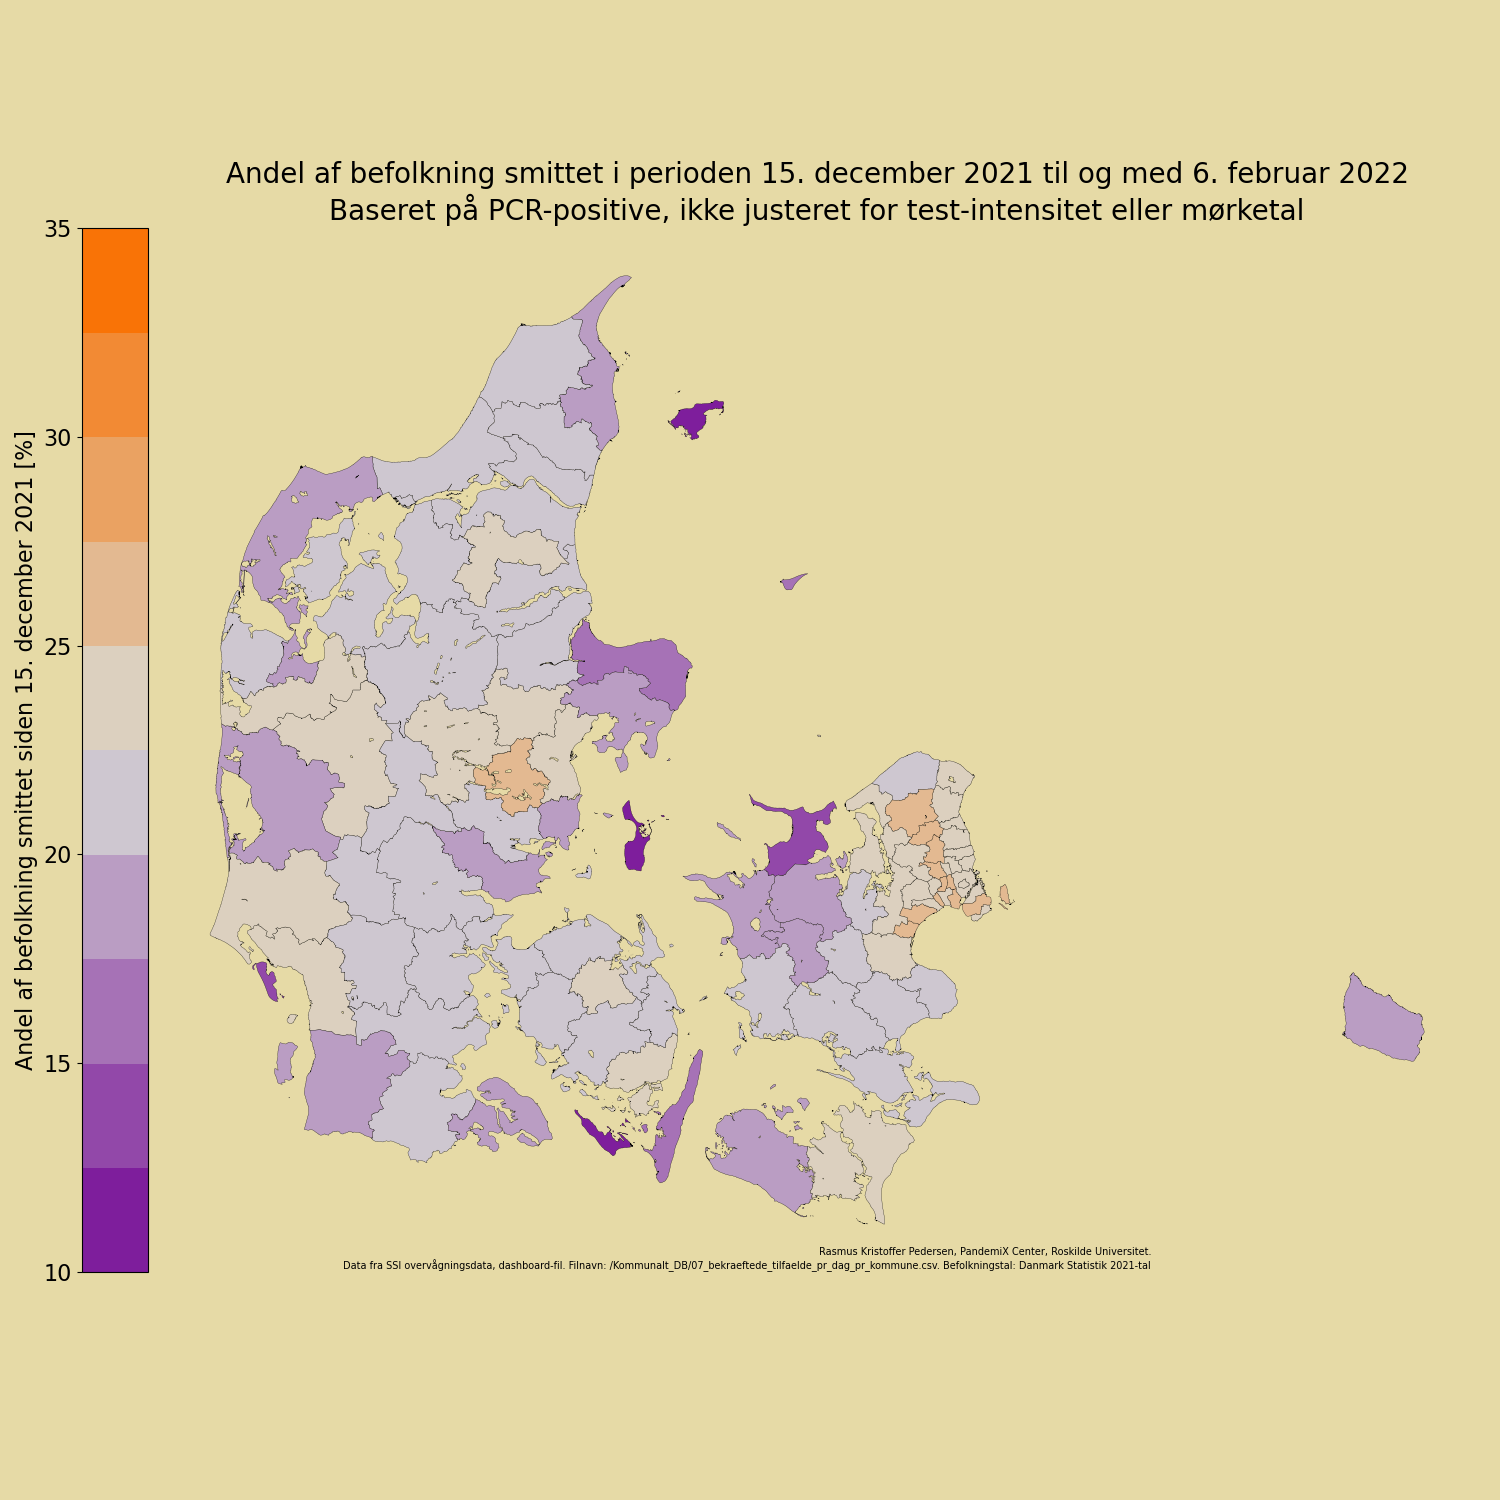 Andel af befolkning smittet i perioden 15. december 2021 til og med 6. februar 2022
Baseret på PCR-positive, ikke justeret for test-intensitet eller mørketal
Andel af befolkning smittet siden 15. december 2021 [%]
35
30
25
20
15
10
Rasmus Kristoffer Pedersen, PandemiX Center, Roskilde Universitet.
Data fra SSI overvågningsdata, dashboard-fil. Filnavn: /Kommunalt_DB/07_bekraeftede_tilfaelde_pr_dag_pr_kommune.csv. Befolkningstal: Danmark Statistik 2021-tal